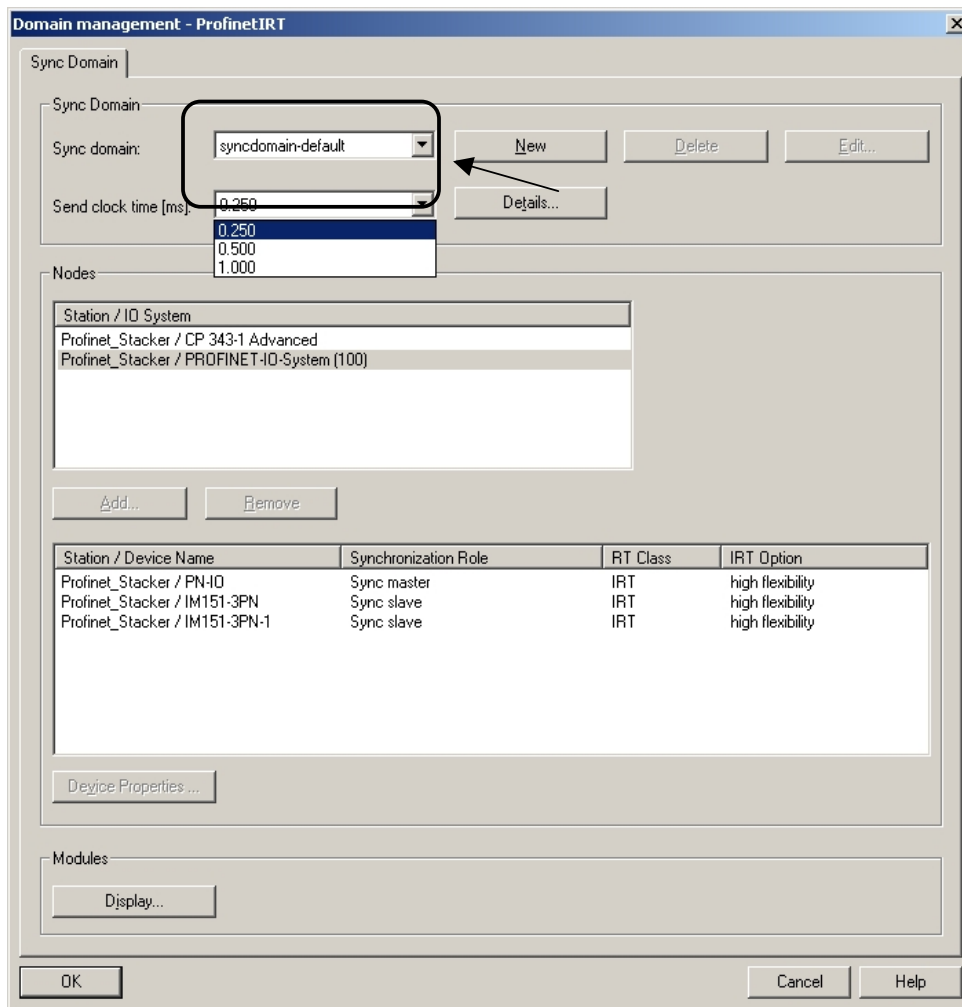 Domain management - ProfinetIRT
Sync Domain
Sync Domain
Sync domain: syncdomain-default New Delete Edit...
Send clock time [ms]: 0.250 Details...
0.250
0.500
1.000
Nodes
Station / IO System
Profinet_Stacker / CP 343-1 Advanced
Profinet_Stacker / PROFINET-IO-System (100)
Add... Remove
Station / Device Name Synchronization Role RT Class IRT Option
Profinet_Stacker / PN-IO Sync master IRT high flexibility
Profinet_Stacker / IM151-3PN Sync slave IRT high flexibility
Profinet_Stacker / IM151-3PN-1 Sync slave IRT high flexibility
Device Properties ...
Modules
Display...
OK Cancel Help